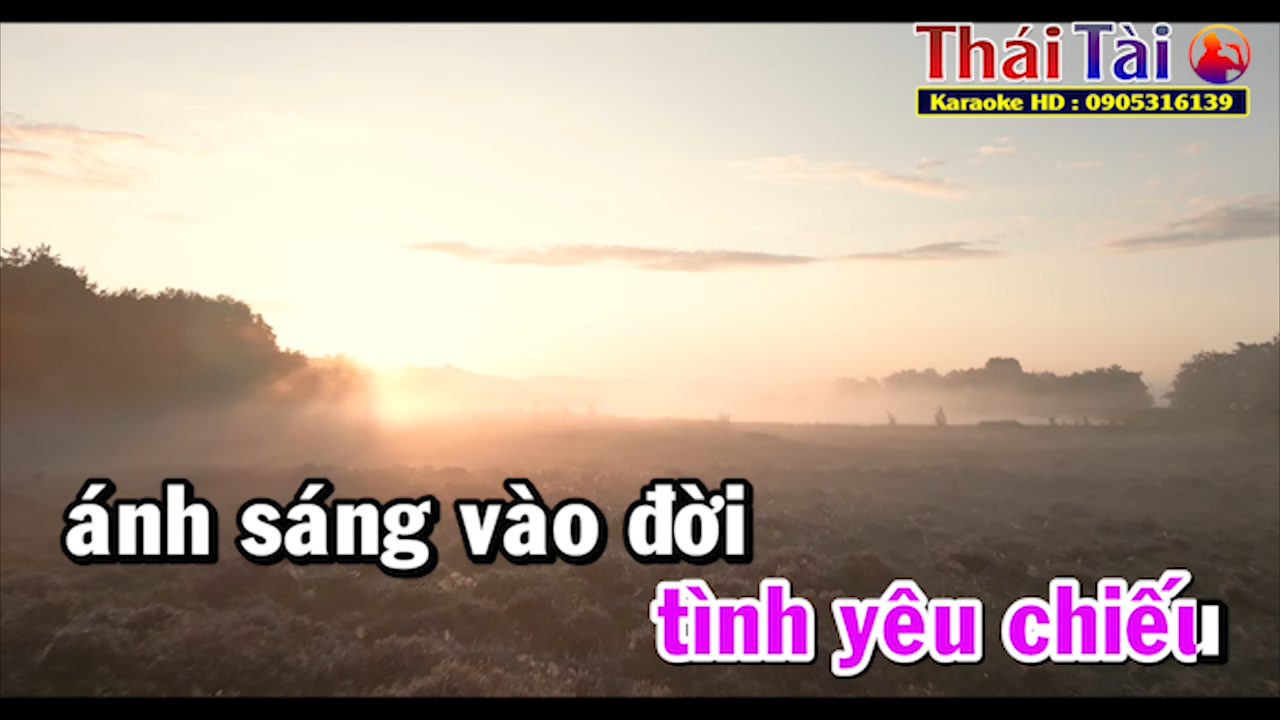 Thái Tài
Karaoke HD : 0905316139
ánh sáng vào đời
tình yêu chiếu